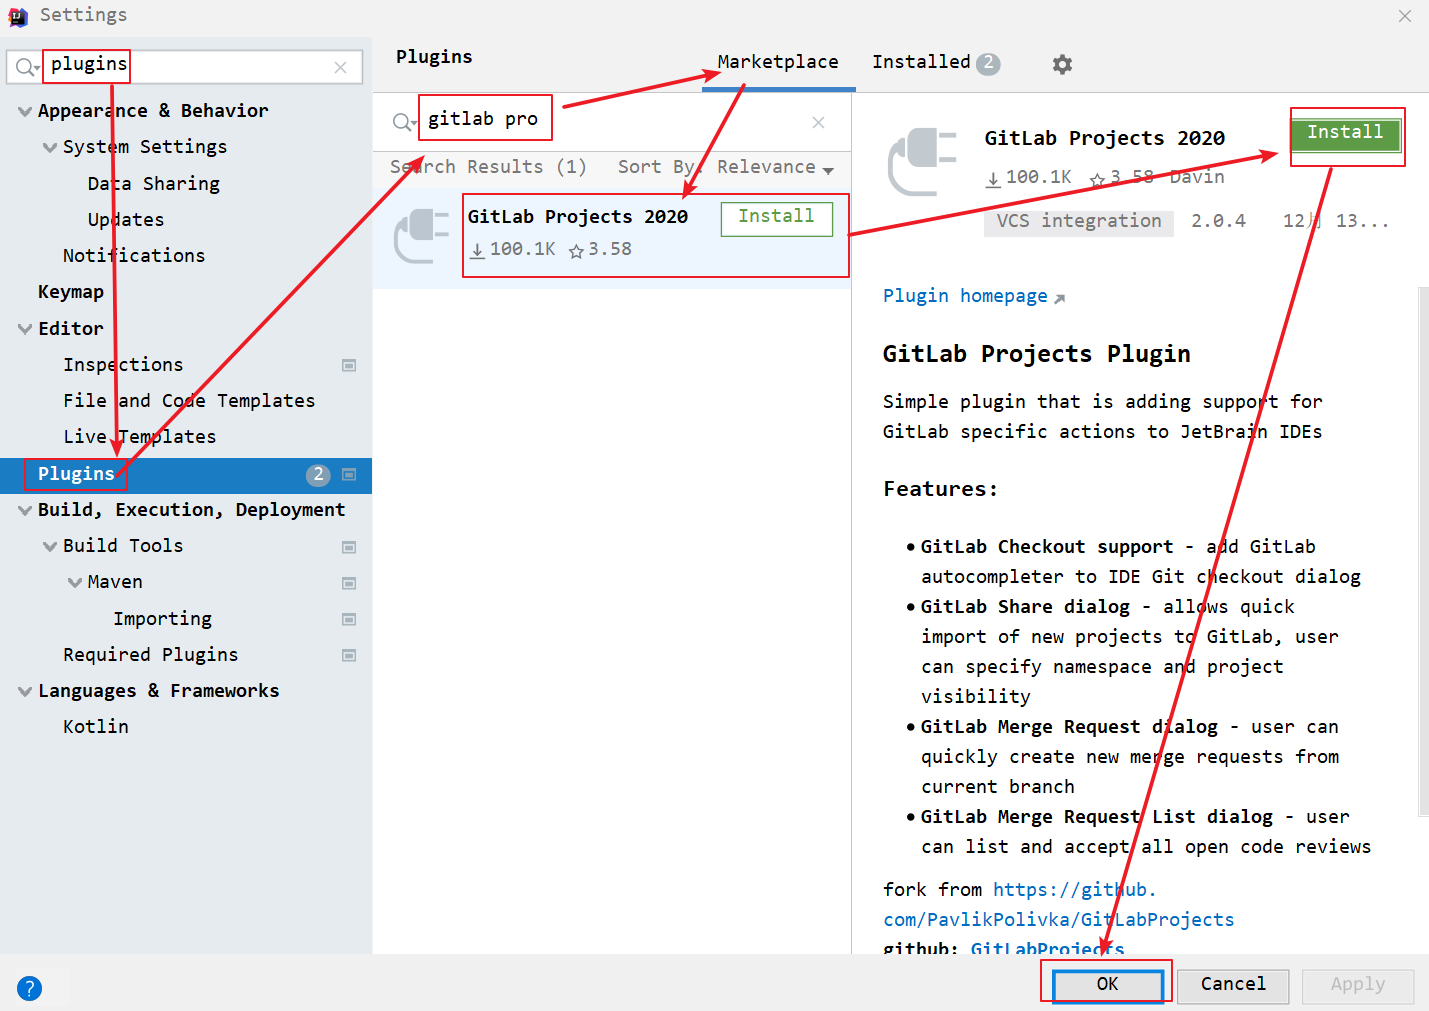 Settings
plugins
Appearance & Behavior
System Settings
Data Sharing
Updates
Notifications
Keymap
Editor
Inspections
File and Code Templates
Live Templates
Plugins 2
Build, Execution, Deployment
Build Tools
Maven
Importing
Required Plugins
Languages & Frameworks
Kotlin
Plugins
Marketplace
Installed 2
gitlab pro
Search Results (1) Sort By: Relevance
GitLab Projects 2020 Install
100.1K 3.58
GitLab Projects 2020 Install
100.1K 3.58 Davin
VCS integration 2.0.4 12月 13...
Plugin homepage
GitLab Projects Plugin
Simple plugin that is adding support for
GitLab specific actions to JetBrain IDEs
Features:
GitLab Checkout support - add GitLab
autocompleter to IDE Git checkout dialog
GitLab Share dialog - allows quick
import of new projects to GitLab, user
can specify namespace and project
visibility
GitLab Merge Request dialog - user can
quickly create new merge requests from
current branch
GitLab Merge Request List dialog - user
can list and accept all open code reviews
fork from https://github.
com/PavlikPolivka/GitLabProjects
github: GitLabProjects
? OK Cancel Apply